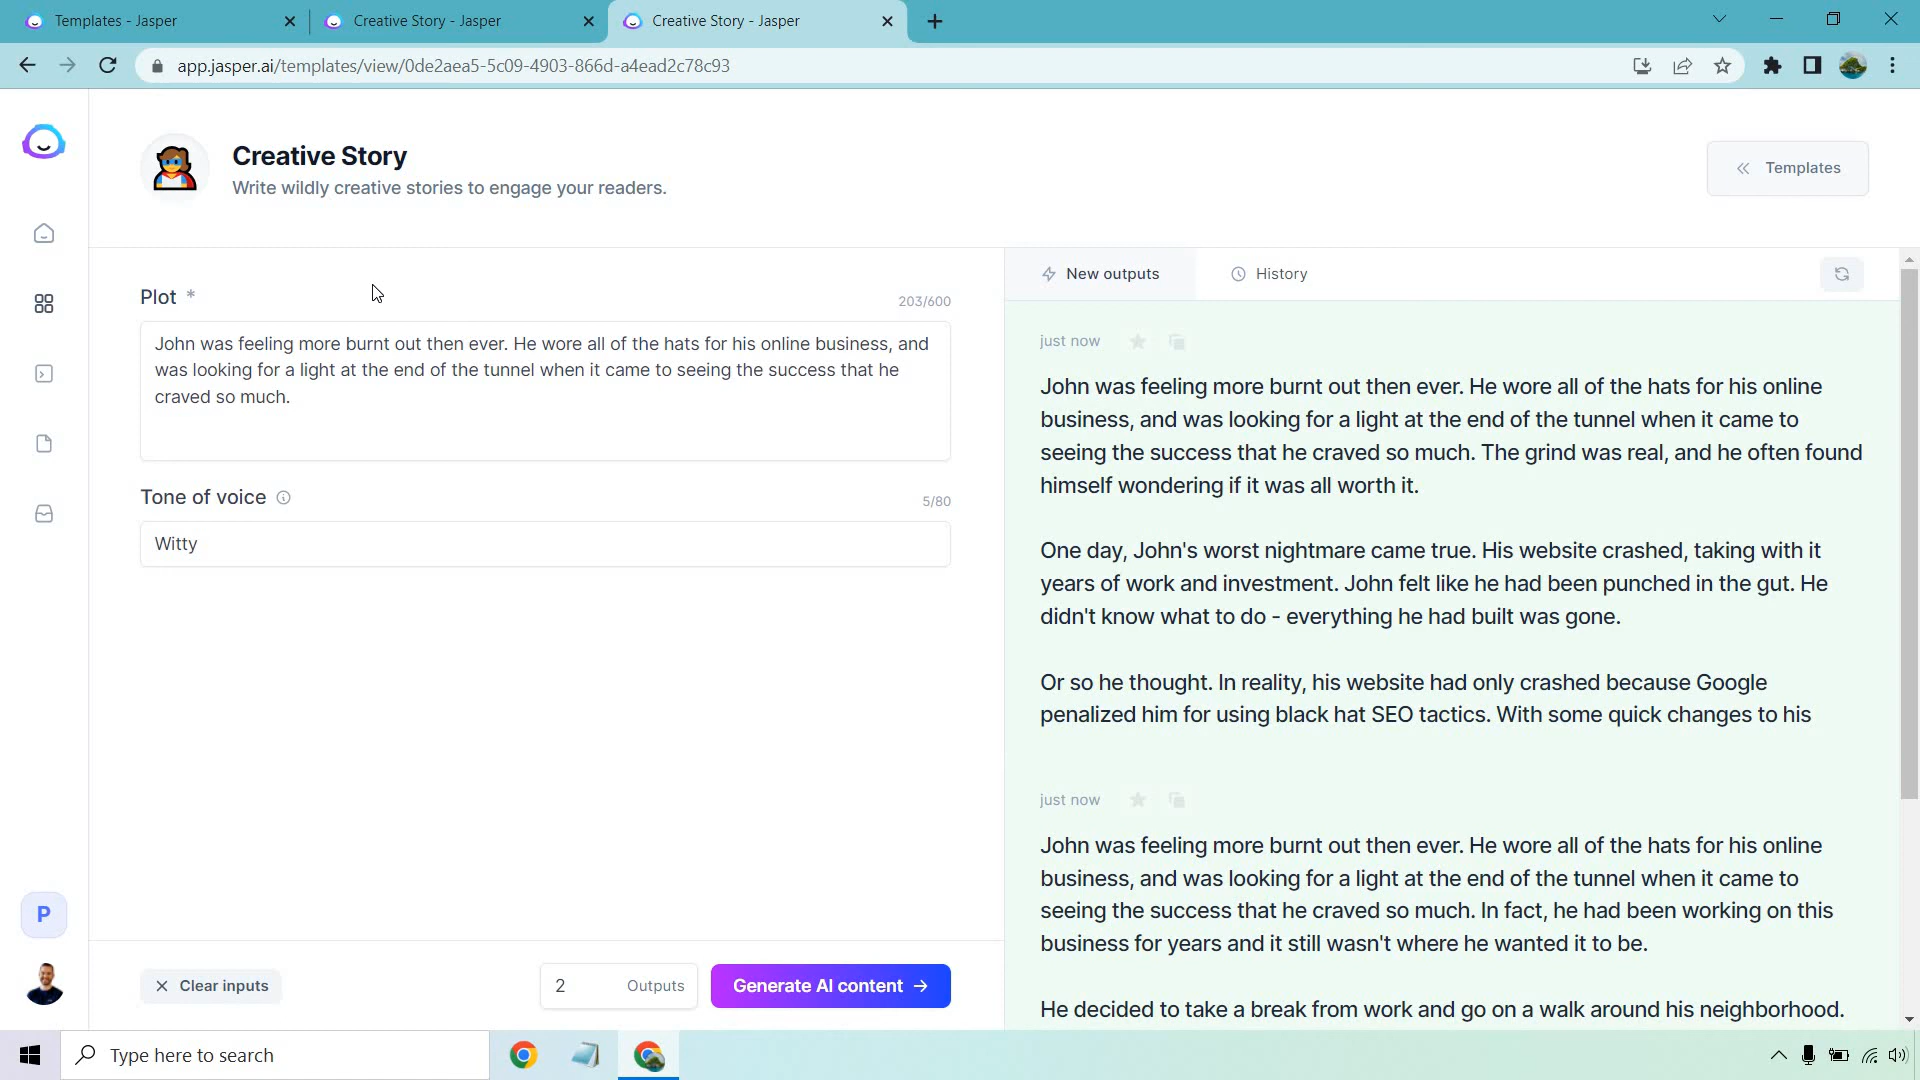 Templates - Jasper
Creative Story - Jasper
Creative Story - Jasper
app.jasper.ai/templates/view/0de2aea5-5c09-4903-866d-a4ead2c78c93
Creative Story
Write wildly creative stories to engage your readers.
Templates
Plot *
203/600
John was feeling more burnt out then ever. He wore all of the hats for his online business, and
was looking for a light at the end of the tunnel when it came to seeing the success that he
craved so much.
Tone of voice
5/80
Witty
Clear inputs
2 Outputs
Generate AI content →
New outputs
History
just now
John was feeling more burnt out then ever. He wore all of the hats for his online
business, and was looking for a light at the end of the tunnel when it came to
seeing the success that he craved so much. The grind was real, and he often found
himself wondering if it was all worth it.
One day, John's worst nightmare came true. His website crashed, taking with it
years of work and investment. John felt like he had been punched in the gut. He
didn't know what to do - everything he had built was gone.
Or so he thought. In reality, his website had only crashed because Google
penalized him for using black hat SEO tactics. With some quick changes to his
just now
John was feeling more burnt out then ever. He wore all of the hats for his online
business, and was looking for a light at the end of the tunnel when it came to
seeing the success that he craved so much. In fact, he had been working on this
business for years and it still wasn't where he wanted it to be.
He decided to take a break from work and go on a walk around his neighborhood.
P
Type here to search